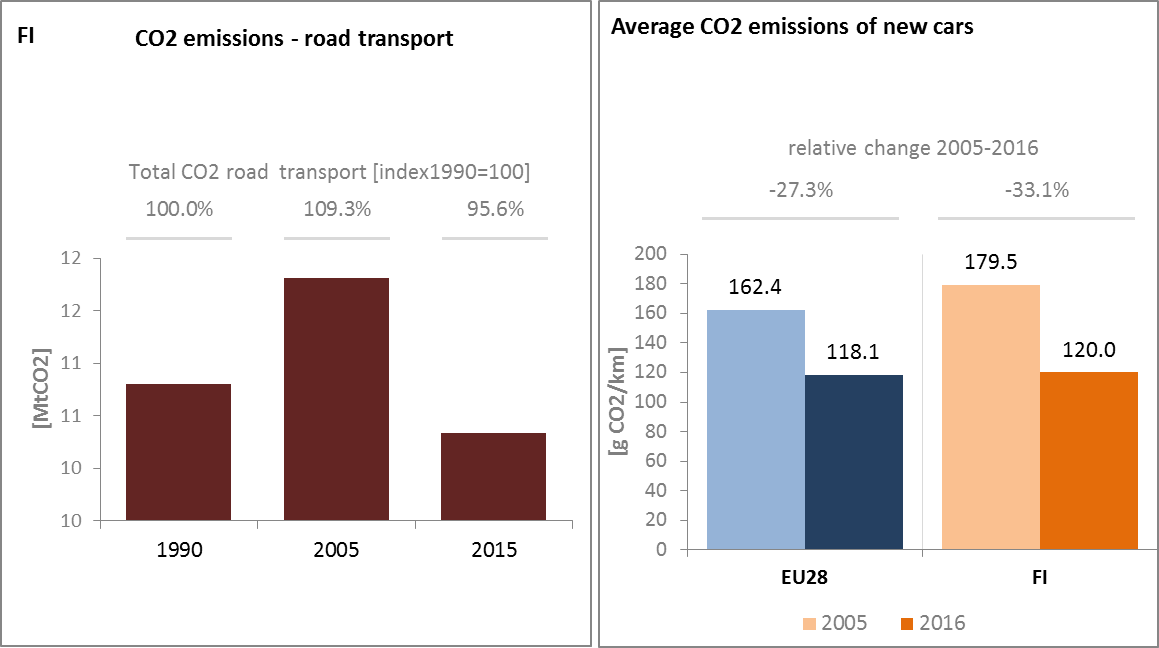 FI
CO2 emissions - road transport
Total CO2 road transport [index1990=100]
100.0% 109.3% 95.6%
[MtCO2]
12
12
11
11
10
10
1990 2005 2015
Average CO2 emissions of new cars
relative change 2005-2016
-27.3% -33.1%
[g CO2/km]
200
180
160
140
120
100
80
60
40
20
0
162.4
118.1
179.5
120.0
EU28 FI
2005 2016